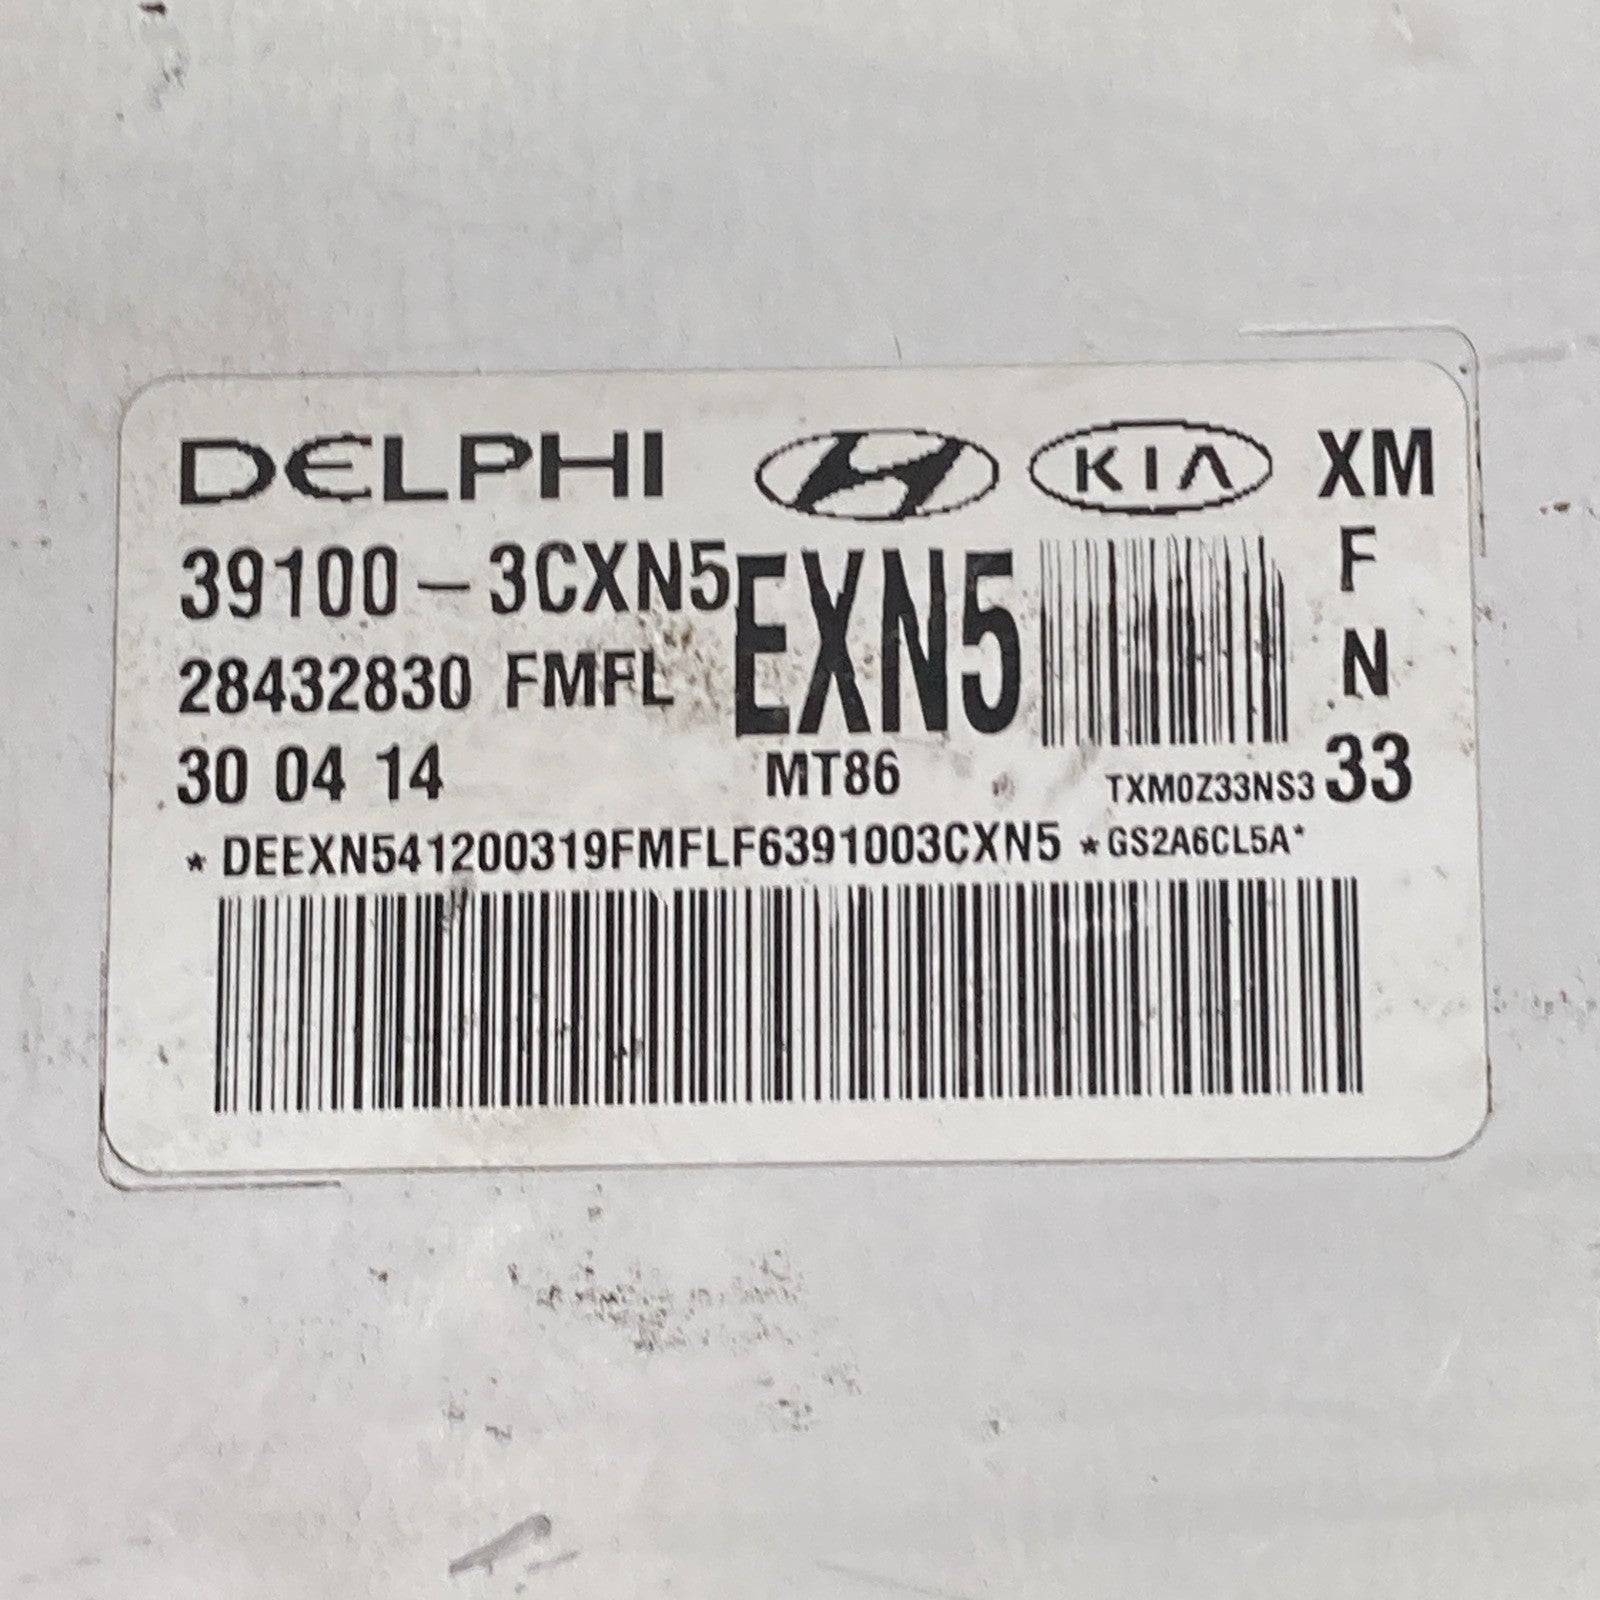 DELPHI KIA XM
39100-3CXN5 EXN5 F
28432830 FMFL N
30 04 14 MT86 TXM0Z33NS3 33
* DEEXN541200319FMFLF6391003CXN5 * GS2A6CL5A*